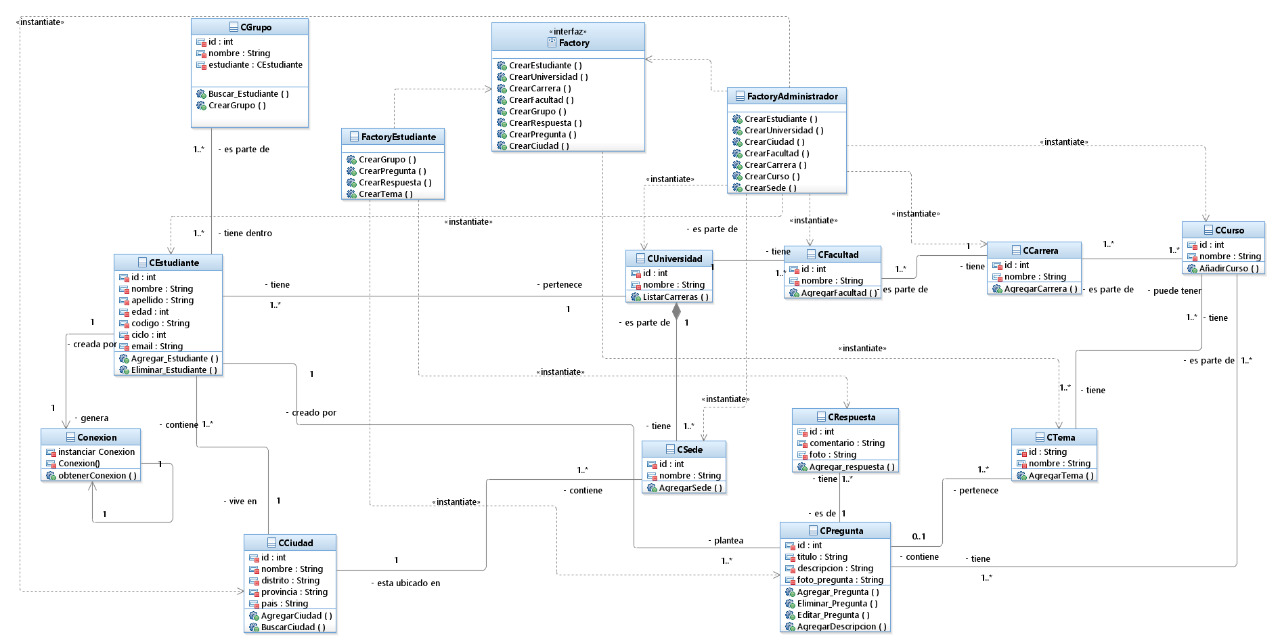 «instantiate»
CGrupo
id : int
nombre : String
estudiante : CEstudiante
Buscar_Estudiante ( )
CrearGrupo ( )
«interfaz»
Factory
CrearEstudiante ( )
CrearUniversidad ( )
CrearCarrera ( )
CrearFacultad ( )
CrearGrupo ( )
CrearRespuesta ( )
CrearPregunta ( )
CrearCiudad ( )
FactoryAdministrador
CrearEstudiante ( )
CrearUniversidad ( )
CrearCiudad ( )
CrearFacultad ( )
CrearCarrera ( )
CrearCurso ( )
CrearSede ( )
FactoryEstudiante
CrearGrupo ( )
CrearPregunta ( )
CrearRespuesta ( )
CrearTema ( )
1..*
- es parte de
«instantiate»
«instantiate»
«instantiate»
«instantiate»
«instantiate»
1..*
- tiene dentro
- es parte de
CEstudiante
id : int
nombre : String
apellido : String
edad : int
codigo : String
ciclo : int
email : String
Agregar_Estudiante ( )
Eliminar_Estudiante ( )
CUniversidad
id : int
nombre : String
ListarCarreras ( )
1
- tiene
1..*
CFacultad
id : int
nombre : String
AgregarFacultad ( )
1..*
es parte de
1
- tiene
CCarrera
id : int
nombre : String
AgregarCarrera ( )
1..*
- es parte de
1..*
- puede tener
CCurso
id : int
nombre : String
AñadirCurso ( )
- tiene
1..*
- pertenece
1
- es parte de
1
1..*
- tiene
- es parte de
1..*
1
- creada por
«instantiate»
«instantiate»
1
- creado por
1..*
- tiene
«instantiate»
1
- genera
- contiene
1..*
- tiene
1..*
Conexion
instanciar Conexion
Conexion()
obtenerConexion ( )
1
1
CSede
id : int
nombre : String
AgregarSede ( )
CRespuesta
id : int
comentario : String
foto : String
Agregar_respuesta ( )
CTema
id : String
nombre : String
AgregarTema ( )
1..*
- contiene
- tiene
1..*
1..*
- pertenece
- vive en
1
«instantiate»
- es de
1
CCiudad
id : int
nombre : String
distrito : String
provincia : String
pais : String
AgregarCiudad ( )
BuscarCiudad ( )
1
- esta ubicado en
- plantea
1..*
CPregunta
id : int
titulo : String
descripcion : String
foto_pregunta : String
Agregar_Pregunta ( )
Eliminar_Pregunta ( )
Editar_Pregunta ( )
AgregarDescripcion ( )
0..1
- contiene
- tiene
1..*